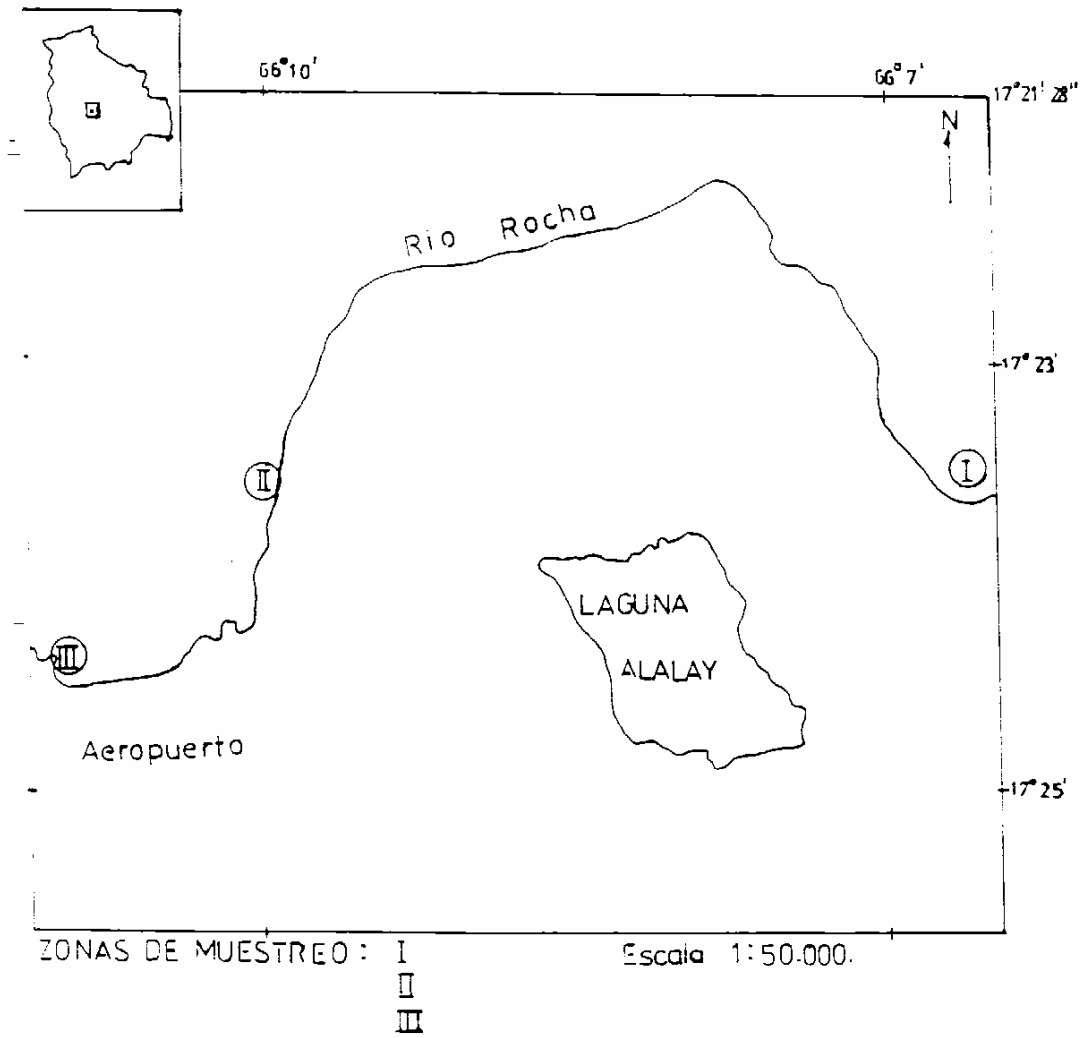 66° 10'
66° 7'
17° 21' 28"
N
Rio Rocha
17° 23'
I
II
LAGUNA
ALALAY
III
Aeropuerto
17° 25'
ZONAS DE MUESTREO: I
II
III
Escala 1:50.000.